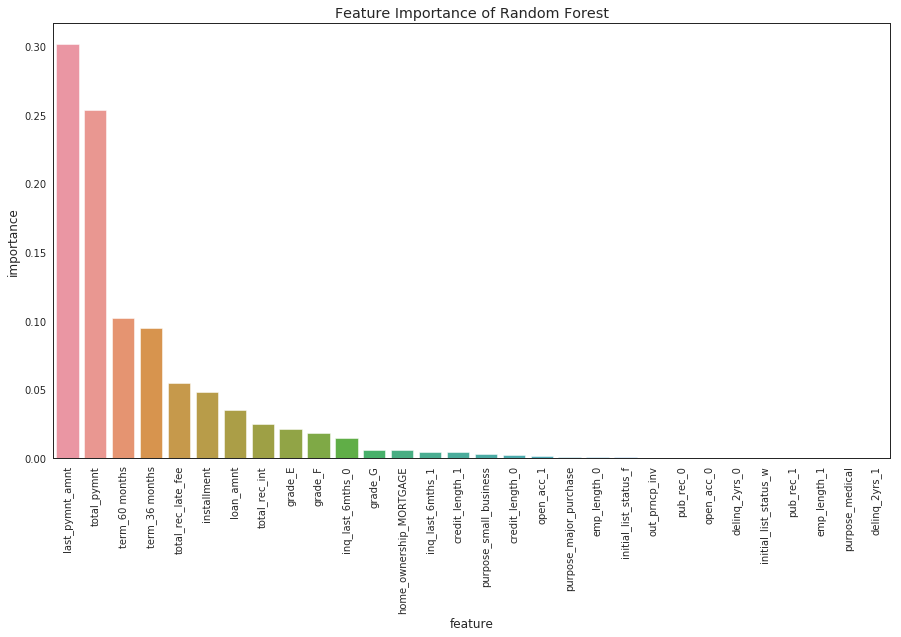 Feature Importance of Random Forest
importance
0.30
0.25
0.20
0.15
0.10
0.05
0.00
last_pymnt_amnt
total_pymnt
term_60 months
term_36 months
total_rec_late_fee
installment
loan_amnt
total_rec_int
grade_E
grade_F
inq_last_6mths_0
grade_G
home_ownership_MORTGAGE
inq_last_6mths_1
credit_length_1
purpose_small_business
credit_length_0
open_acc_1
purpose_major_purchase
emp_length_0
initial_list_status_f
out_prncp_inv
pub_rec_0
open_acc_0
delinq_2yrs_0
initial_list_status_w
pub_rec_1
emp_length_1
purpose_medical
delinq_2yrs_1
feature